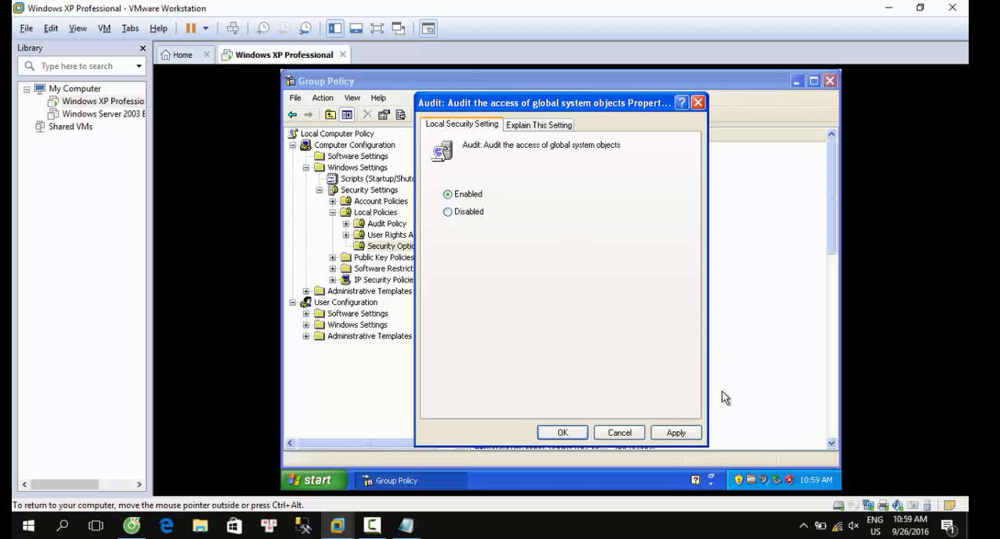 Windows XP Professional - VMware Workstation
File Edit View VM Tabs Help
Library
Type here to search
My Computer
Windows XP Professio
Windows Server 2003 E
Shared VMs
Home
Windows XP Professional
Group Policy
File Action View Help
Local Computer Policy
Computer Configuration
Software Settings
Windows Settings
Scripts (Startup/Shut
Security Settings
Account Policies
Local Policies
Audit Policy
User Rights A
Security Optio
Public Key Policies
Software Restrict
IP Security Policie
Administrative Templates
User Configuration
Software Settings
Windows Settings
Administrative Templates
Audit: Audit the access of global system objects Propert...
Local Security Setting
Explain This Setting
Audit: Audit the access of global system objects
Enabled
Disabled
OK Cancel Apply
start
Group Policy
10:59 AM
To return to your computer, move the mouse pointer outside or press Ctrl+Alt.
ENG
US
10:59 AM
9/26/2016
1